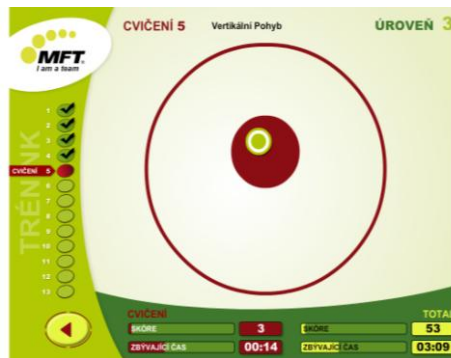 CVIČENÍ 5 Vertikální Pohyb ÚROVEŇ 3
MFT
I am a team
TRÉNINK
1
2
3
4
CVIČENÍ 5
6
7
8
9
10
11
12
13
CVIČENÍ TOTAL
SKÓRE 3 SKÓRE 53
ZBÝVAJÍCÍ ČAS 00:14 ZBÝVAJÍCÍ ČAS 03:09